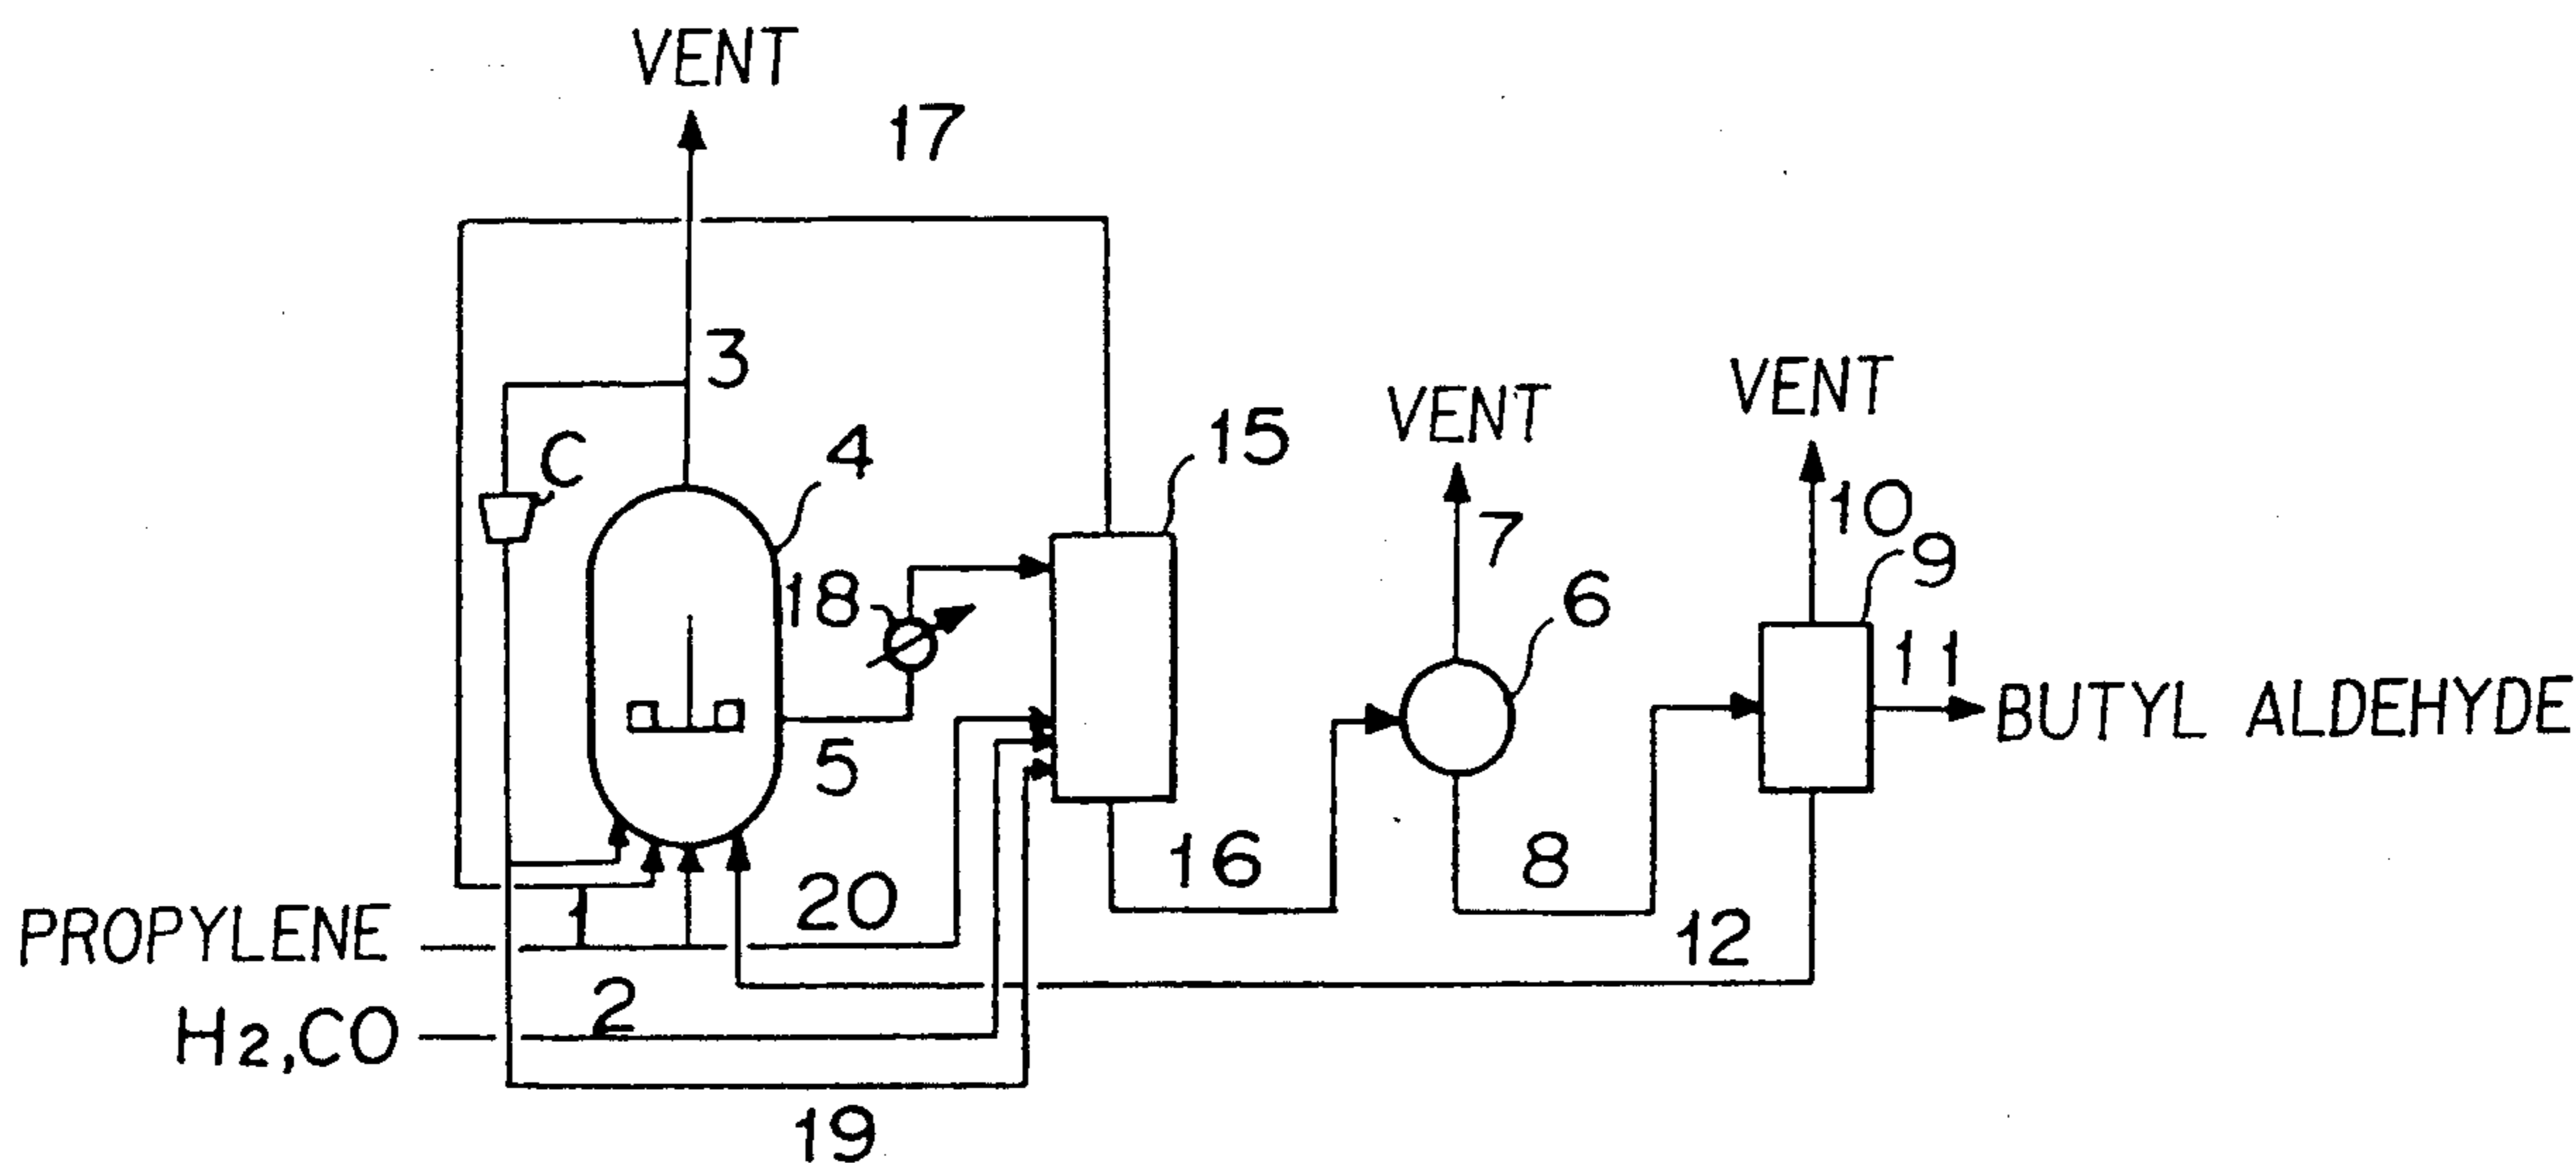 VENT
17
3
VENT
VENT
15
C
4
10
7
9
18
6
11
BUTYL ALDEHYDE
5
16
8
20
1
PROPYLENE
12
2
H2,CO
19